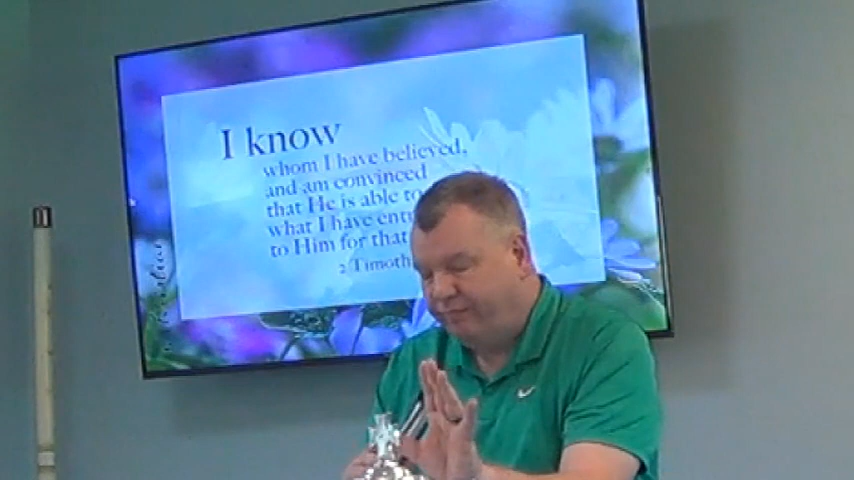 I know
whom I have believed,
and am convinced
that He is able to
what I have
to Him for that
2 Timothy